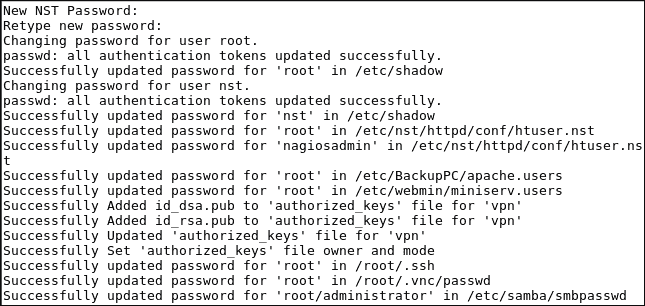 New NST Password:
Retype new password:
Changing password for user root.
passwd: all authentication tokens updated successfully.
Successfully updated password for 'root' in /etc/shadow
Changing password for user nst.
passwd: all authentication tokens updated successfully.
Successfully updated password for 'nst' in /etc/shadow
Successfully updated password for 'root' in /etc/nst/httpd/conf/htuser.nst
Successfully updated password for 'nagiosadmin' in /etc/nst/httpd/conf/htuser.ns
t
Successfully updated password for 'root' in /etc/BackupPC/apache.users
Successfully updated password for 'root' in /etc/webmin/miniserv.users
Successfully Added id_dsa.pub to 'authorized_keys' file for 'vpn'
Successfully Added id_rsa.pub to 'authorized_keys' file for 'vpn'
Successfully Updated 'authorized_keys' file for 'vpn'
Successfully Set 'authorized_keys' file owner and mode
Successfully updated password for 'root' in /root/.ssh
Successfully updated password for 'root' in /root/.vnc/passwd
Successfully updated password for 'root/administrator' in /etc/samba/smbpasswd